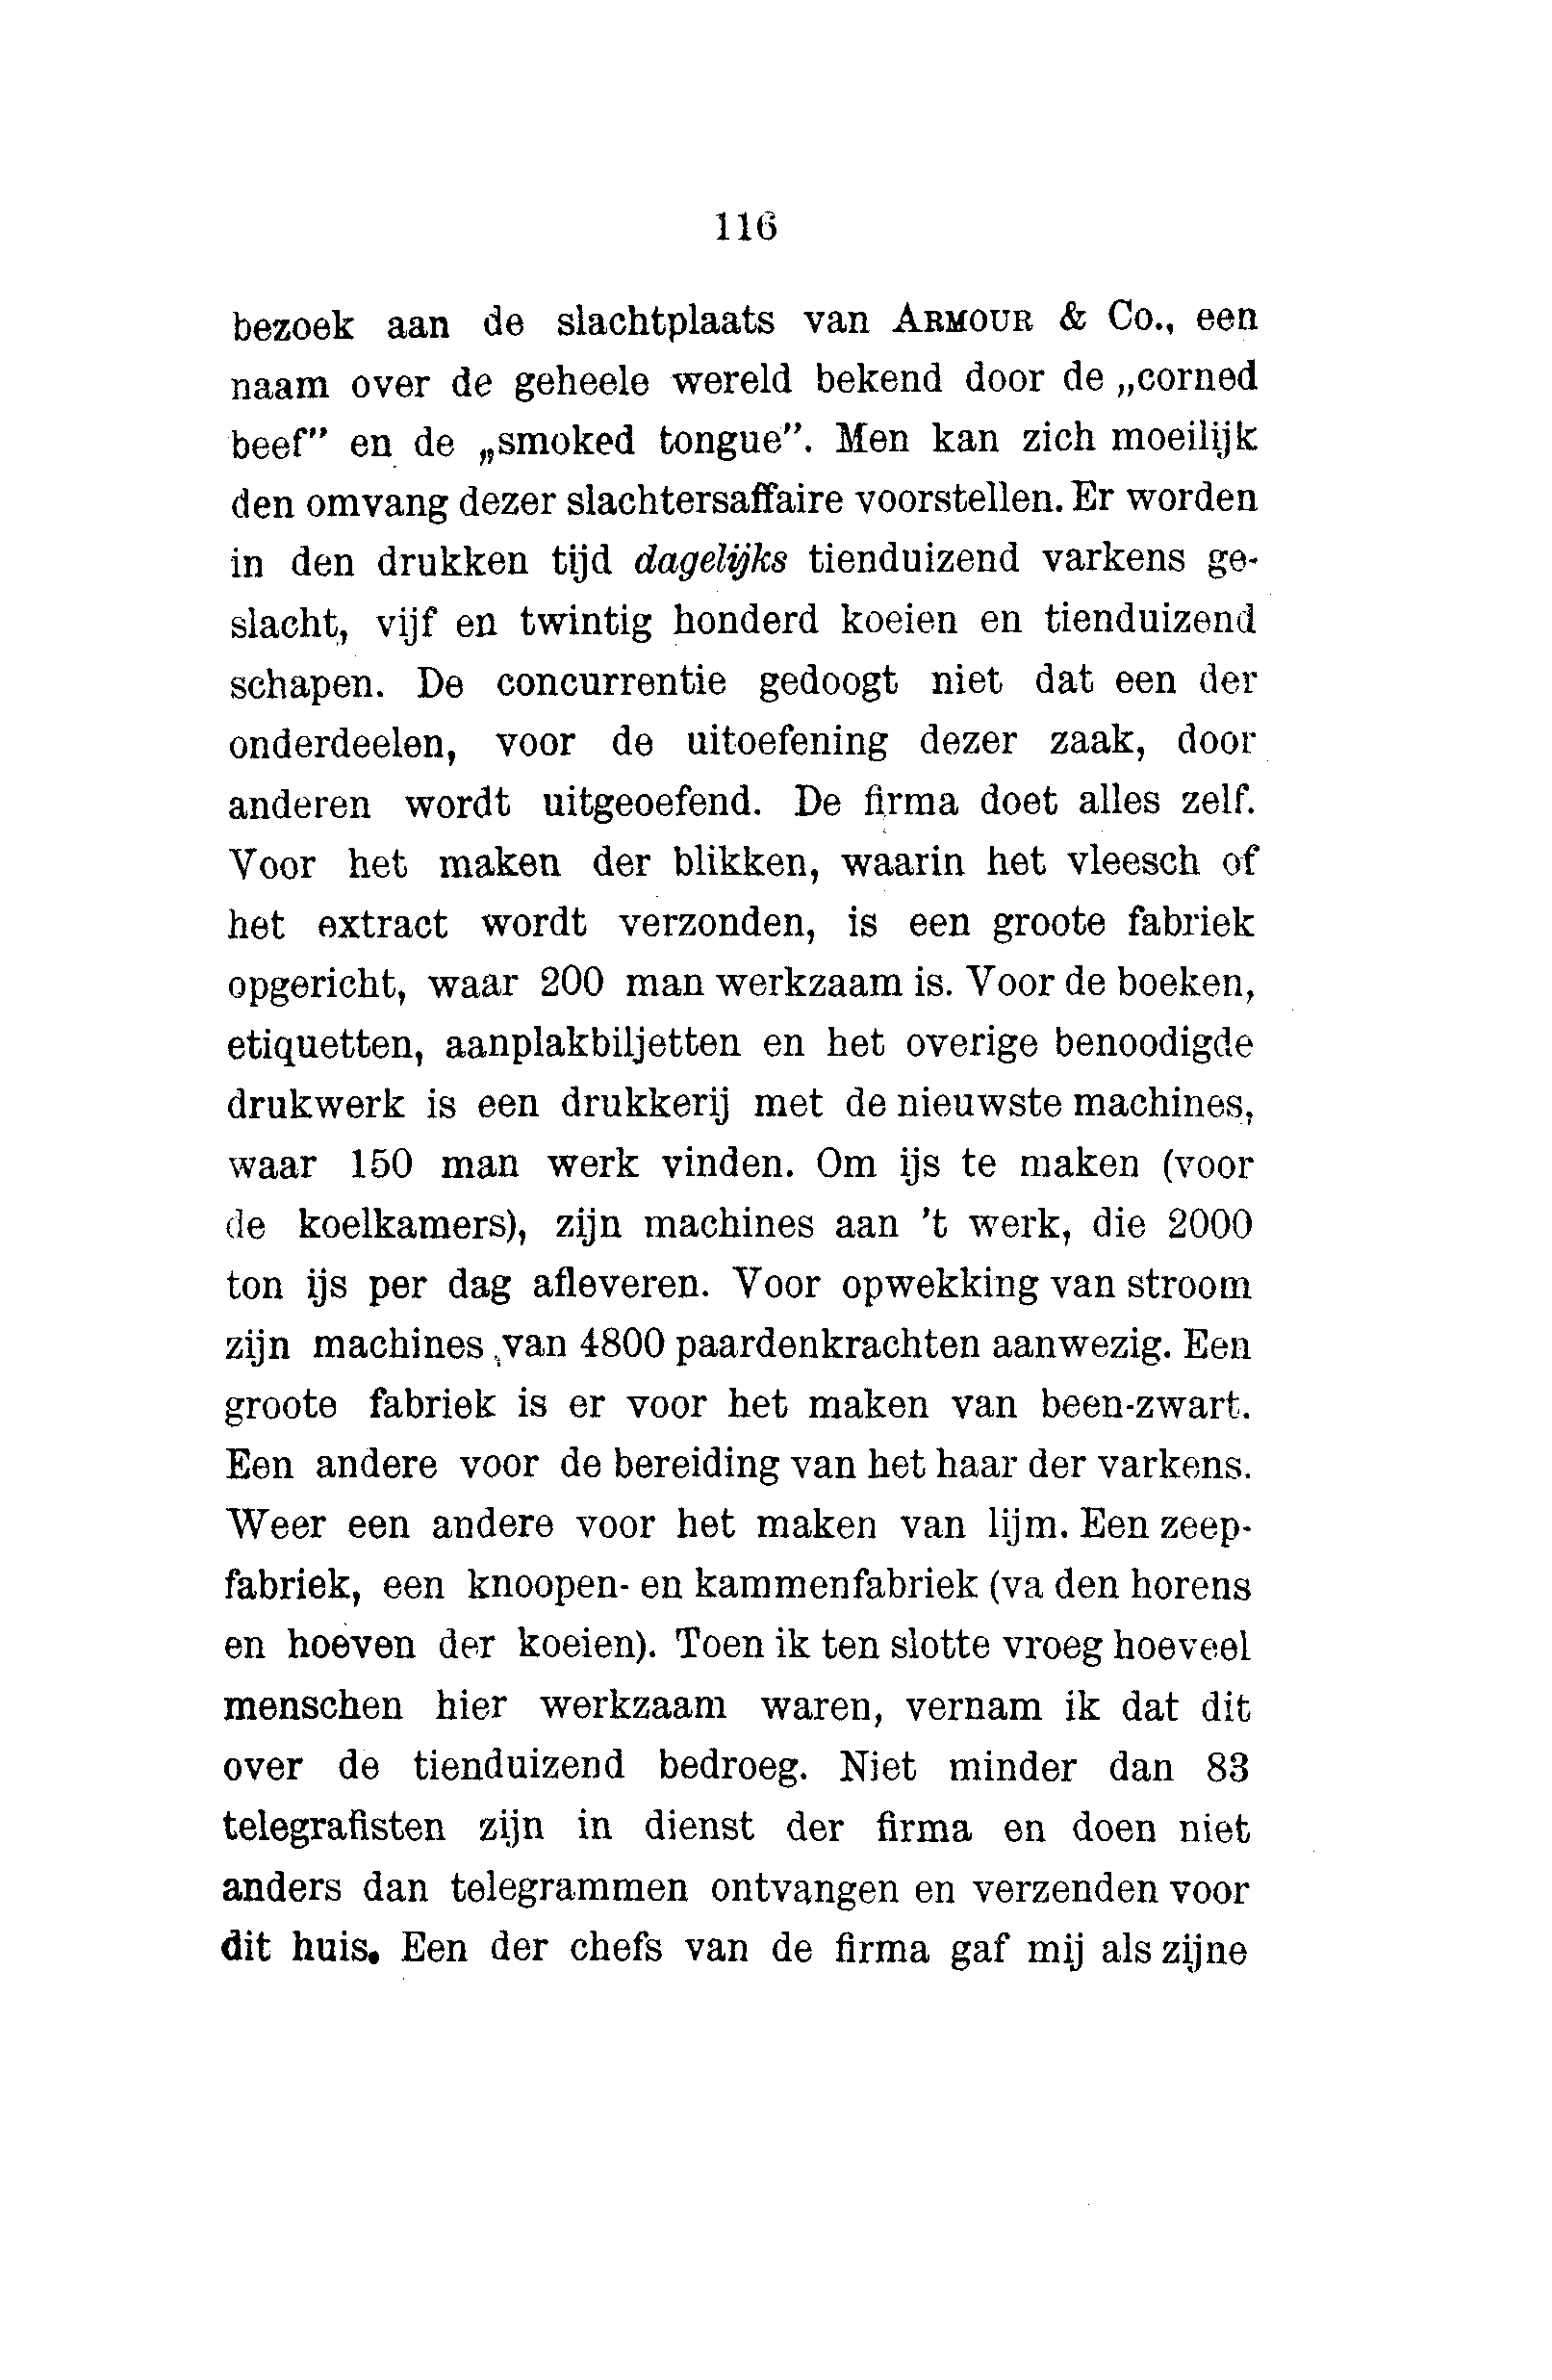 116
bezoek aan de slachtplaats van Armour & Co., een
naam over de geheele wereld bekend door de „corned
beef” en de „smoked tongue”. Men kan zich moeilijk
den omvang dezer slachtersaffaire voorstellen. Er worden
in den drukken tijd dagelijks tienduizend varkens ge-
slacht, vijf en twintig honderd koeien en tienduizend
schapen. De concurrentie gedoogt niet dat een der
onderdeelen, voor de uitoefening dezer zaak, door
anderen wordt uitgeoefend. De firma doet alles zelf.
Voor het maken der blikken, waarin het vleesch of
het extract wordt verzonden, is een groote fabriek
opgericht, waar 200 man werkzaam is. Voor de boeken,
etiquetten, aanplakbiljetten en het overige benoodigde
drukwerk is een drukkerij met de nieuwste machines,
waar 150 man werk vinden. Om ijs te maken (voor
de koelkamers), zijn machines aan 't werk, die 2000
ton ijs per dag afleveren. Voor opwekking van stroom
zijn machines van 4800 paardenkrachten aanwezig. Een
groote fabriek is er voor het maken van been-zwart.
Een andere voor de bereiding van het haar der varkens.
Weer een andere voor het maken van lijm. Een zeep-
fabriek, een knoopen- en kammenfabriek (va den horens
en hoeven der koeien). Toen ik ten slotte vroeg hoeveel
menschen hier werkzaam waren, vernam ik dat dit
over de tienduizend bedroeg. Niet minder dan 83
telegrafisten zijn in dienst der firma en doen niet
anders dan telegrammen ontvangen en verzenden voor
dit huis. Een der chefs van de firma gaf mij als zijne